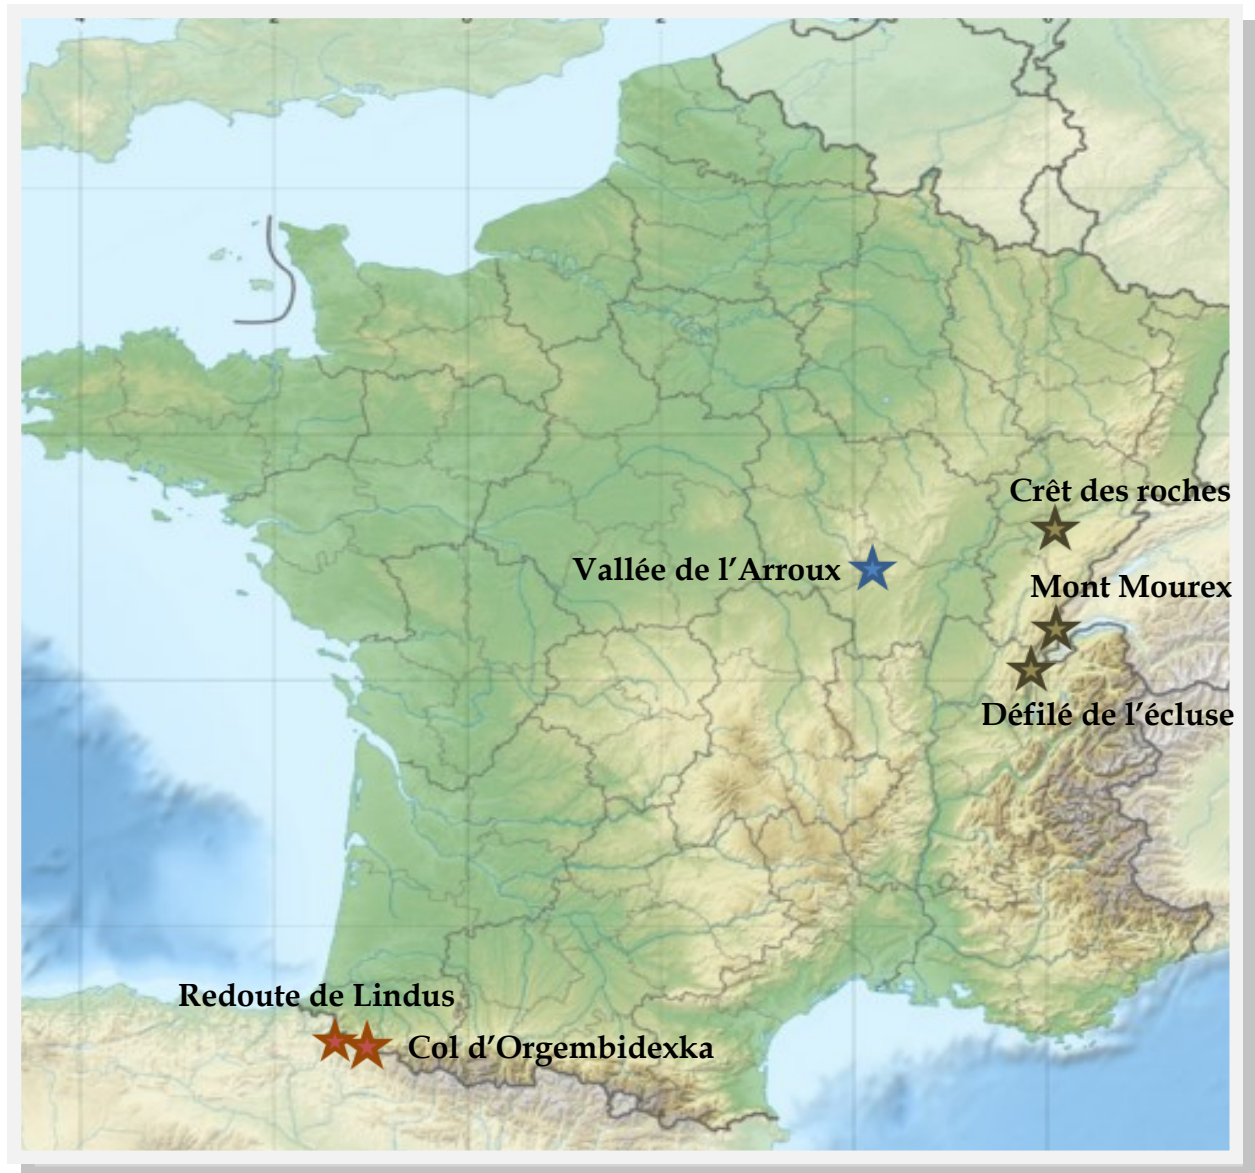 Crêt des roches
Vallée de l’Arroux
Mont Mourex
Défilé de l’écluse
Redoute de Lindus
Col d’Orgembidexka